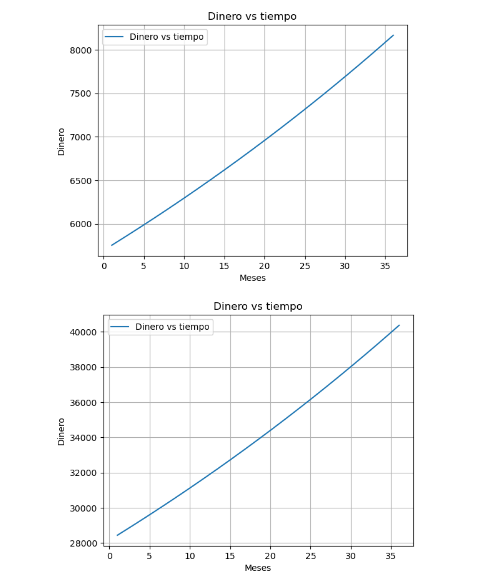 Dinero vs tiempo
Dinero vs tiempo
8000
7500
7000
6500
6000
Dinero
0 5 10 15 20 25 30 35
Meses
Dinero vs tiempo
Dinero vs tiempo
40000
38000
36000
34000
32000
30000
28000
Dinero
0 5 10 15 20 25 30 35
Meses